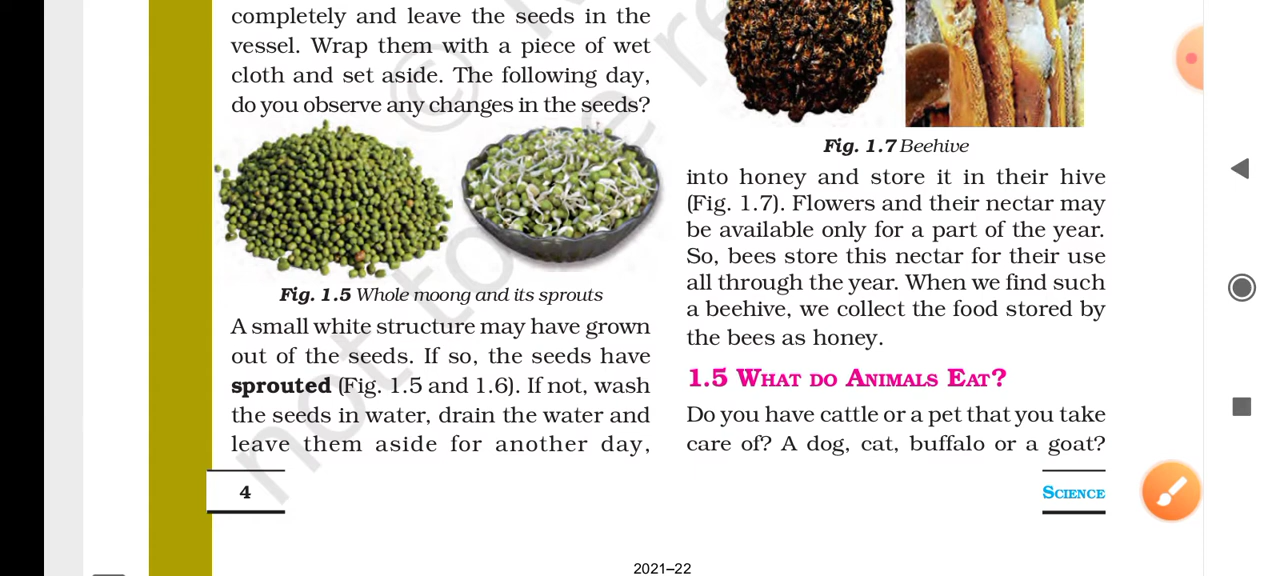 completely and leave the seeds in the
vessel. Wrap them with a piece of wet
cloth and set aside. The following day,
do you observe any changes in the seeds?
Fig. 1.5 Whole moong and its sprouts
A small white structure may have grown
out of the seeds. If so, the seeds have
sprouted (Fig. 1.5 and 1.6). If not, wash
the seeds in water, drain the water and
leave them aside for another day,
Fig. 1.7 Beehive
into honey and store it in their hive
(Fig. 1.7). Flowers and their nectar may
be available only for a part of the year.
So, bees store this nectar for their use
all through the year. When we find such
a beehive, we collect the food stored by
the bees as honey.
1.5 WHAT DO ANIMALS EAT?
Do you have cattle or a pet that you take
care of? A dog, cat, buffalo or a goat?
4
SCIENCE
2021–22
©
not to be re